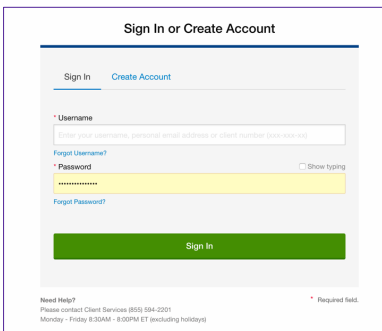 Sign In or Create Account
Sign In Create Account
* Username
Enter your username, personal email address or client number (xxx-xxx-xx)
Forgot Username?
* Password Show typing
•••••••••••••••
Forgot Password?
Sign In
Need Help? * Required field.
Please contact Client Services (855) 594-2201
Monday - Friday 8:30AM - 8:00PM ET (excluding holidays)